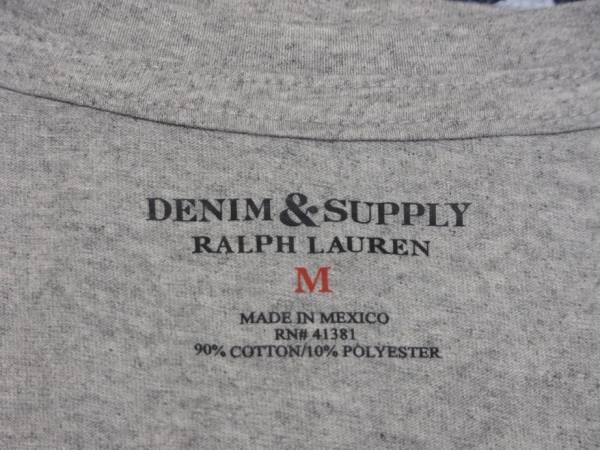 DENIM & SUPPLY
RALPH LAUREN
M
MADE IN MEXICO
RN# 41381
90% COTTON/10% POLYESTER